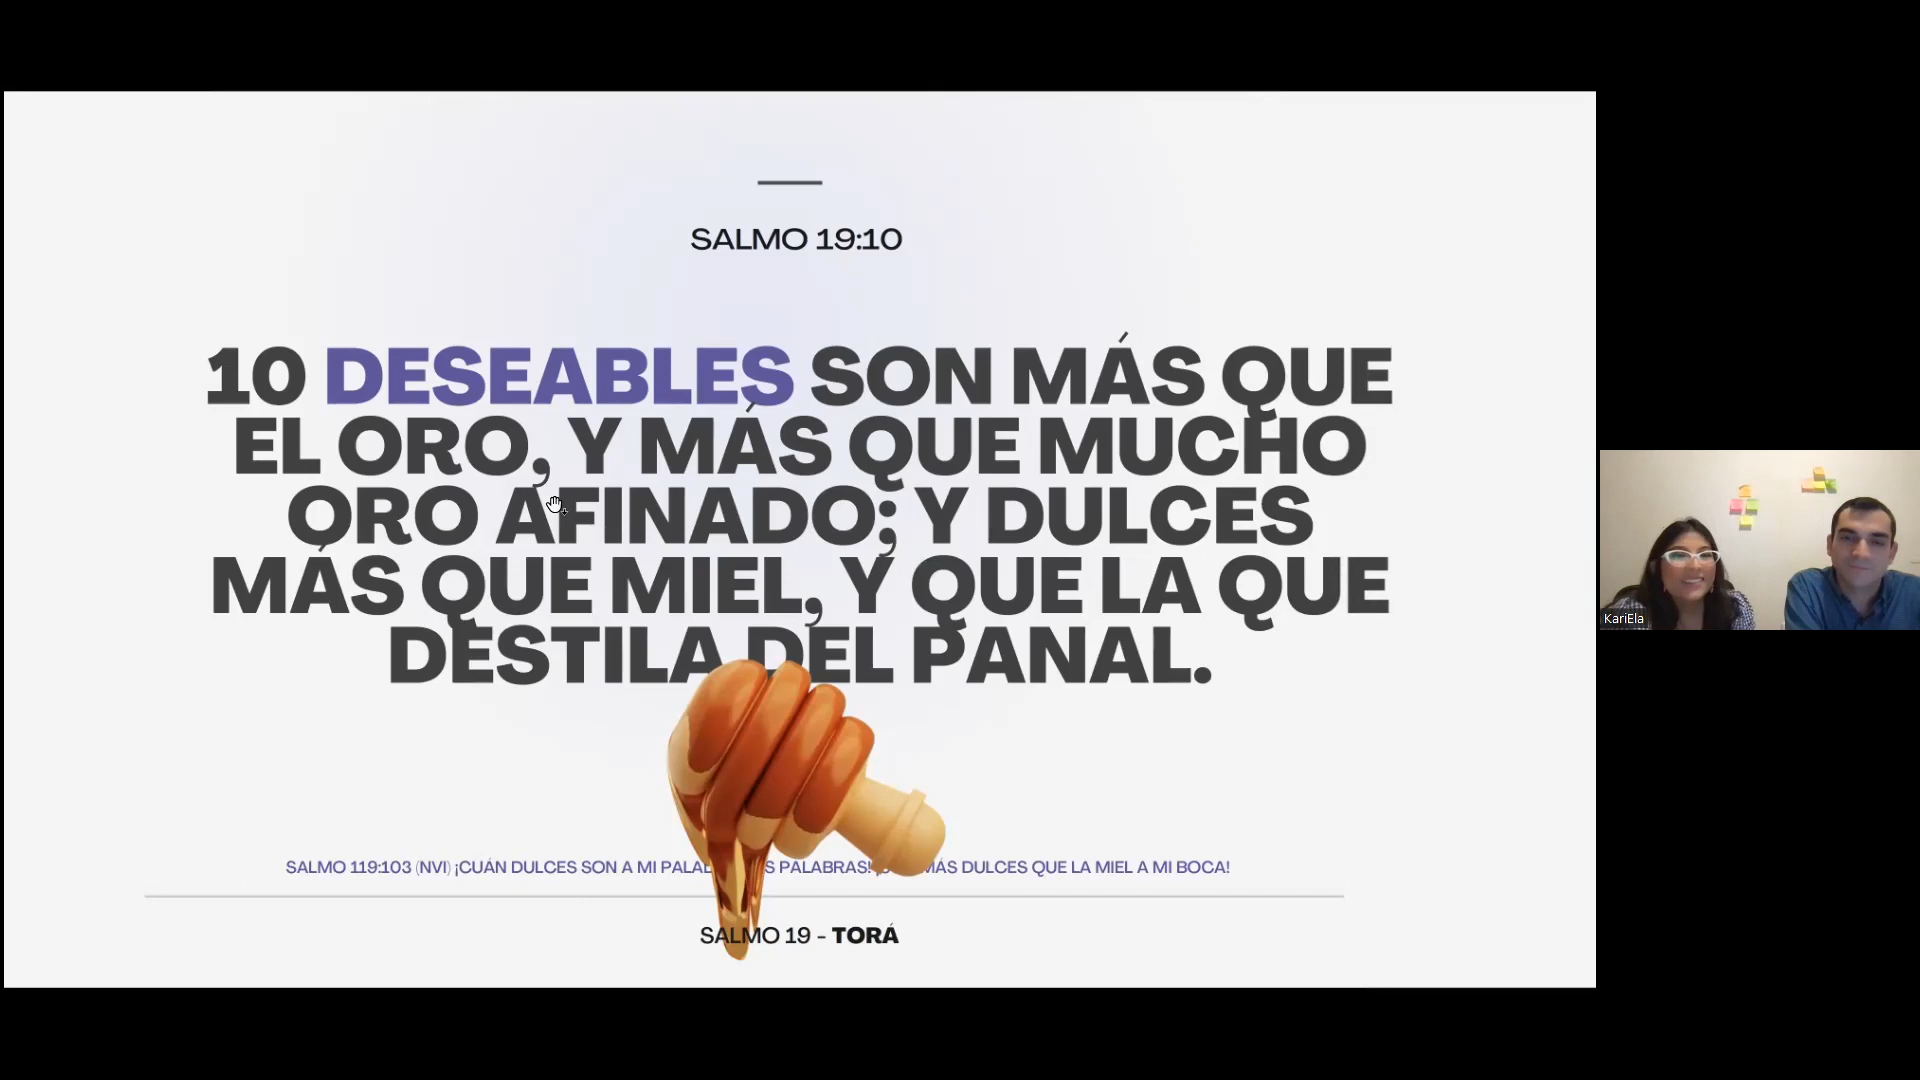 SALMO 19:10
10 DESEABLES SON MÁS QUE
EL ORO, Y MÁS QUE MUCHO
ORO AFINADO; Y DULCES
MÁS QUE MIEL, Y QUE LA QUE
DESTILA DEL PANAL.
SALMO 119:103 (NVI) ¡CUÁN DULCES SON A MI PALABRAS! MÁS DULCES QUE LA MIEL A MI BOCA!
SALMO 19 - TORÁ
KariEla